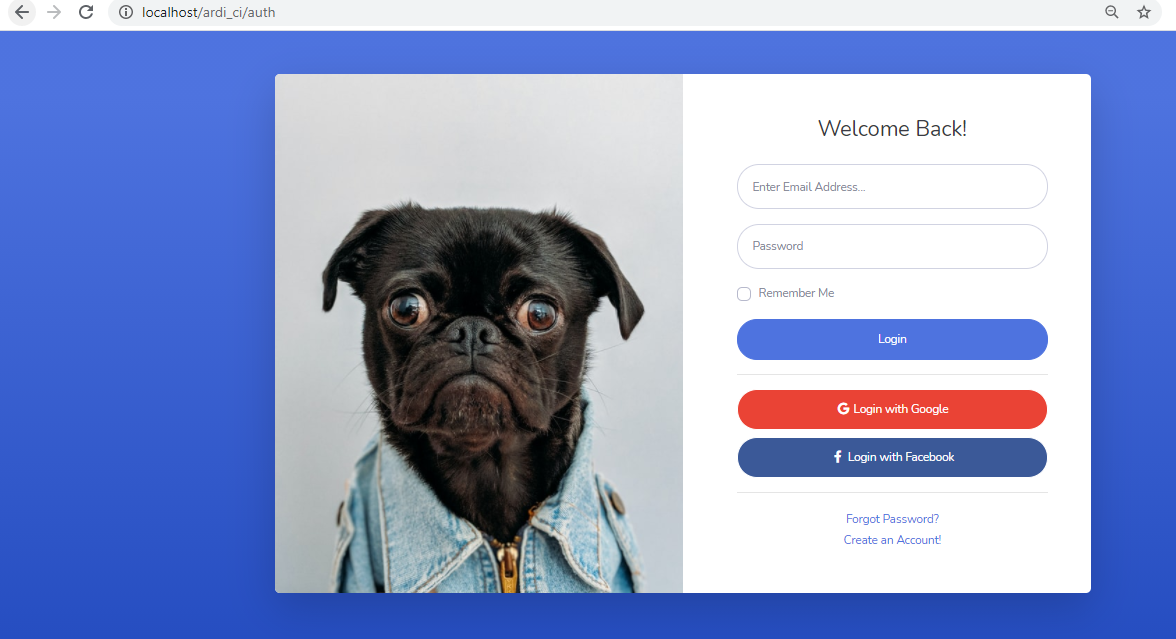 localhost/ardi_ci/auth
Welcome Back!
Enter Email Address...
Password
Remember Me
Login
G Login with Google
f Login with Facebook
Forgot Password?
Create an Account!